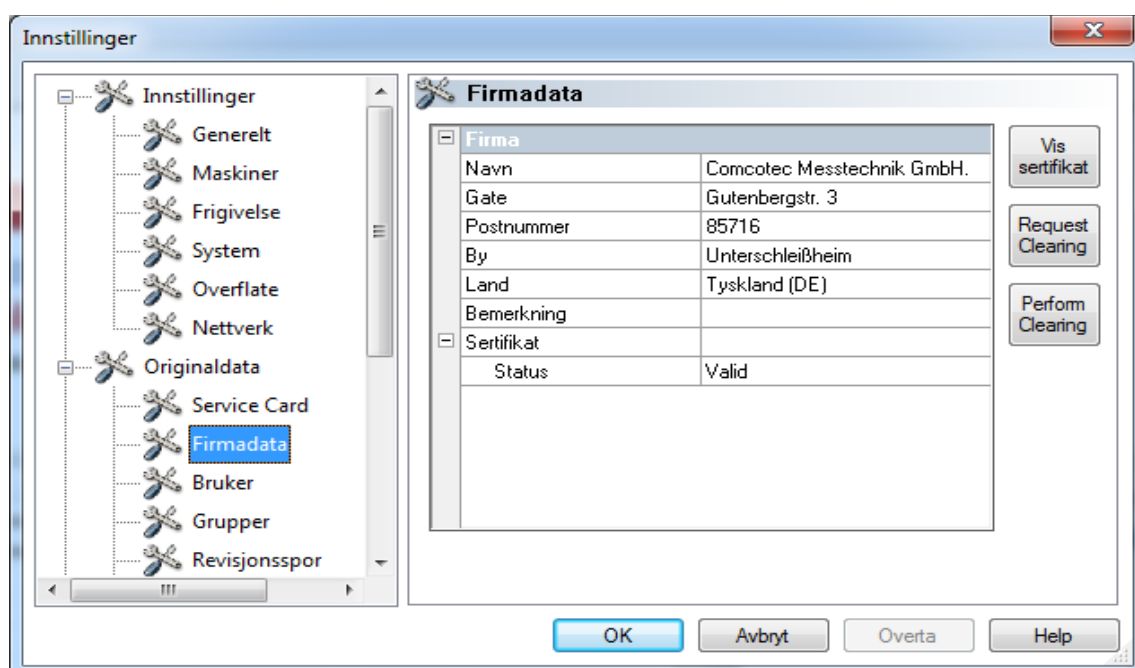 Innstillinger
Innstillinger
Generelt
Maskiner
Frigivelse
System
Overflate
Nettverk
Originaldata
Service Card
Firmadata
Bruker
Grupper
Revisjonsspor
Firmadata
Firma
Navn Comcotec Messtechnik GmbH.
Gate Gutenbergstr. 3
Postnummer 85716
By Unterschleißheim
Land Tyskland (DE)
Bemerkning
Sertifikat
Status Valid
Vis
sertifikat
Request
Clearing
Perform
Clearing
OK Avbryt Overta Help